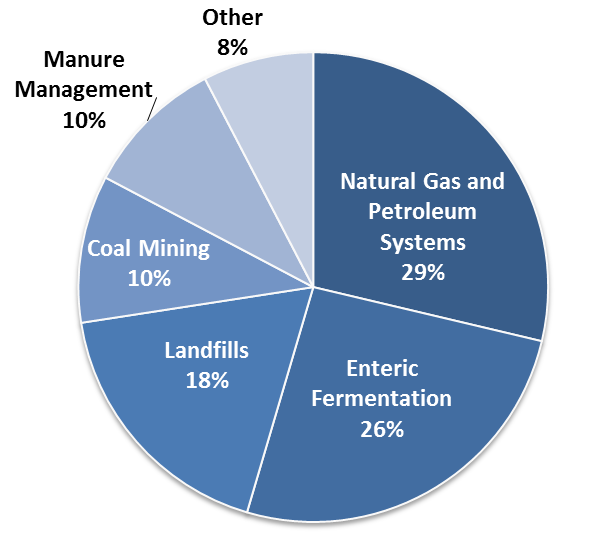 Other
8%
Manure
Management
10%
Natural Gas and
Petroleum
Systems
29%
Coal Mining
10%
Landfills
18%
Enteric
Fermentation
26%